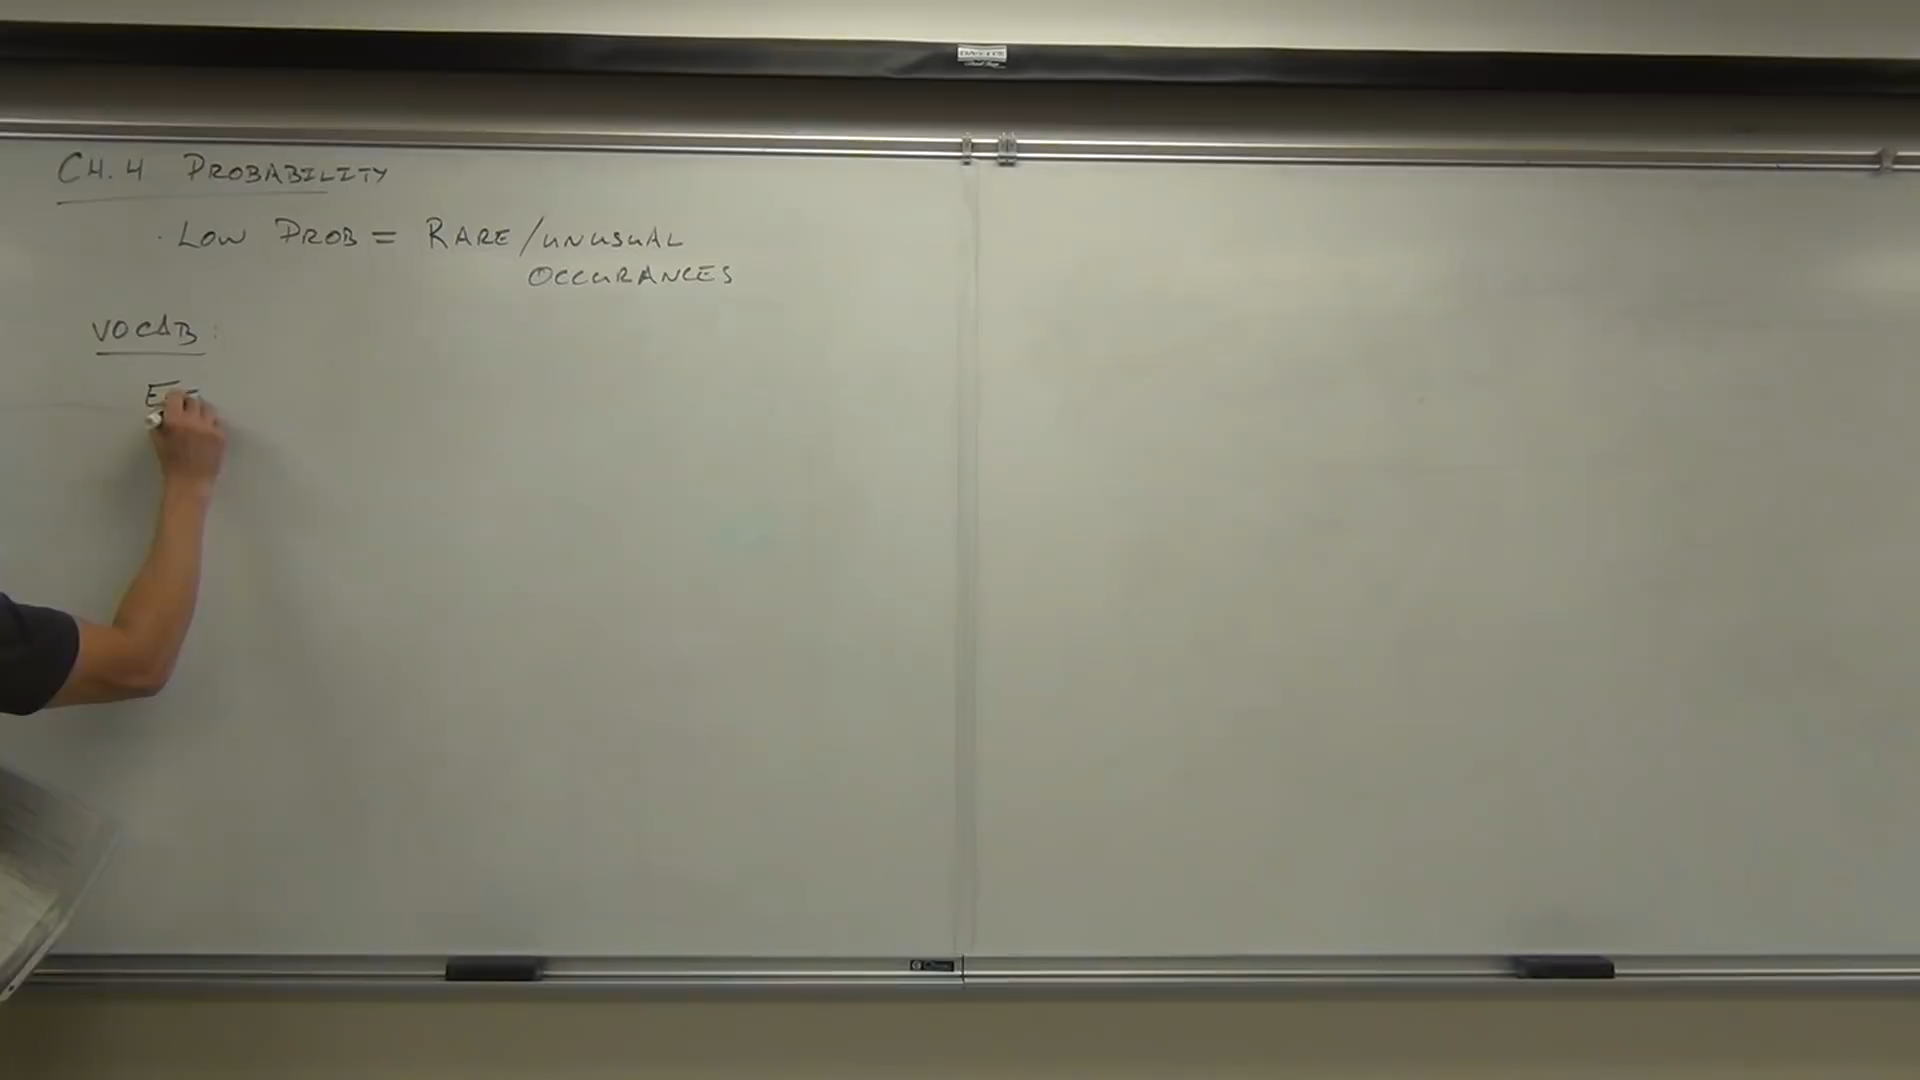 CH. 4 PROBABILITY
· LOW PROB = RARE/UNUSUAL
OCCURANCES
VOCAB: